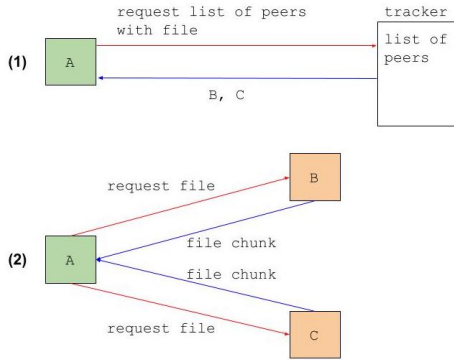 request list of peers
with file
tracker
(1)
A
list of
peers
B, C
request file
B
file chunk
(2)
A
file chunk
request file
C